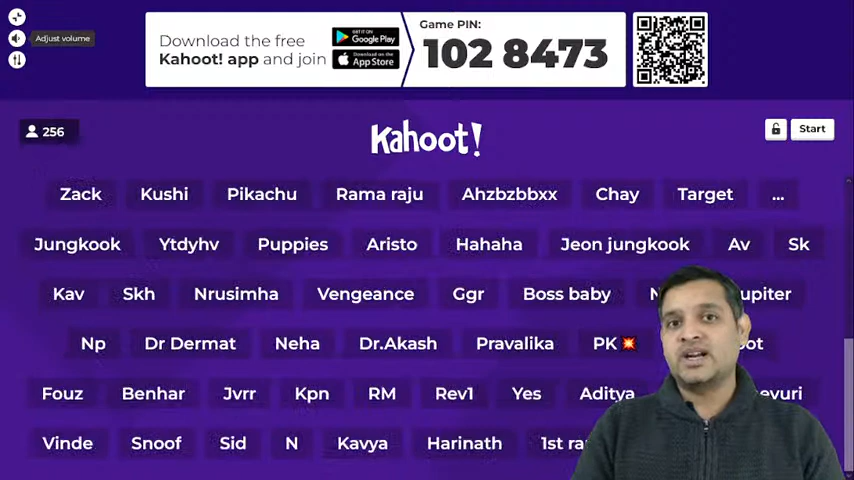 Adjust volume
Download the free
Kahoot! app and join
GET IT ON
Google Play
Download on the
App Store
Game PIN:
102 8473
256
Kahoot!
Start
Zack Kushi Pikachu Rama raju Ahzbzbbxx Chay Target ...
Jungkook Ytdyhv Puppies Aristo Hahaha Jeon jungkook Av Sk
Kav Skh Nrusimha Vengeance Ggr Boss baby
Np Dr Dermat Neha Dr.Akash Pravalika PK💥
Fouz Benhar Jvrr Kpn RM Rev1 Yes Aditya
Vinde Snoof Sid N Kavya Harinath 1st